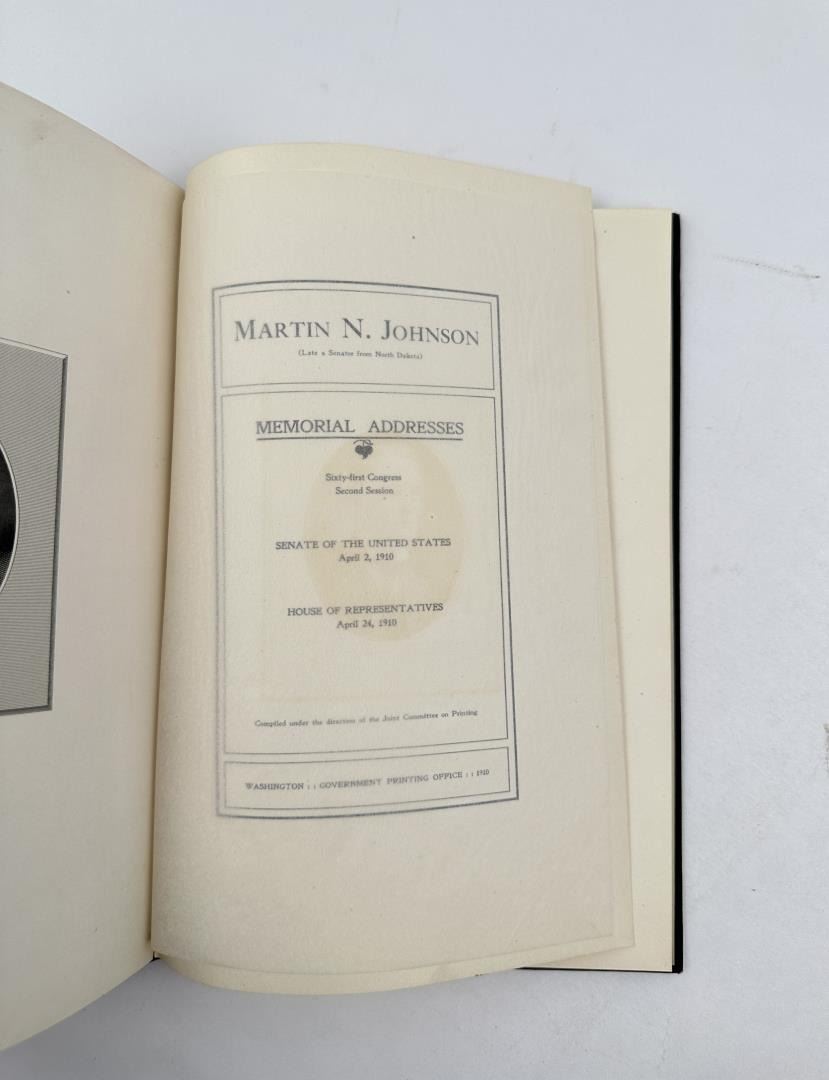 MARTIN N. JOHNSON
(Late a Senator from North Dakota)
MEMORIAL ADDRESSES
Sixty-first Congress
Second Session
SENATE OF THE UNITED STATES
April 2, 1910
HOUSE OF REPRESENTATIVES
April 24, 1910
Compiled under the direction of the Joint Committee on Printing
WASHINGTON : : GOVERNMENT PRINTING OFFICE : : 1910